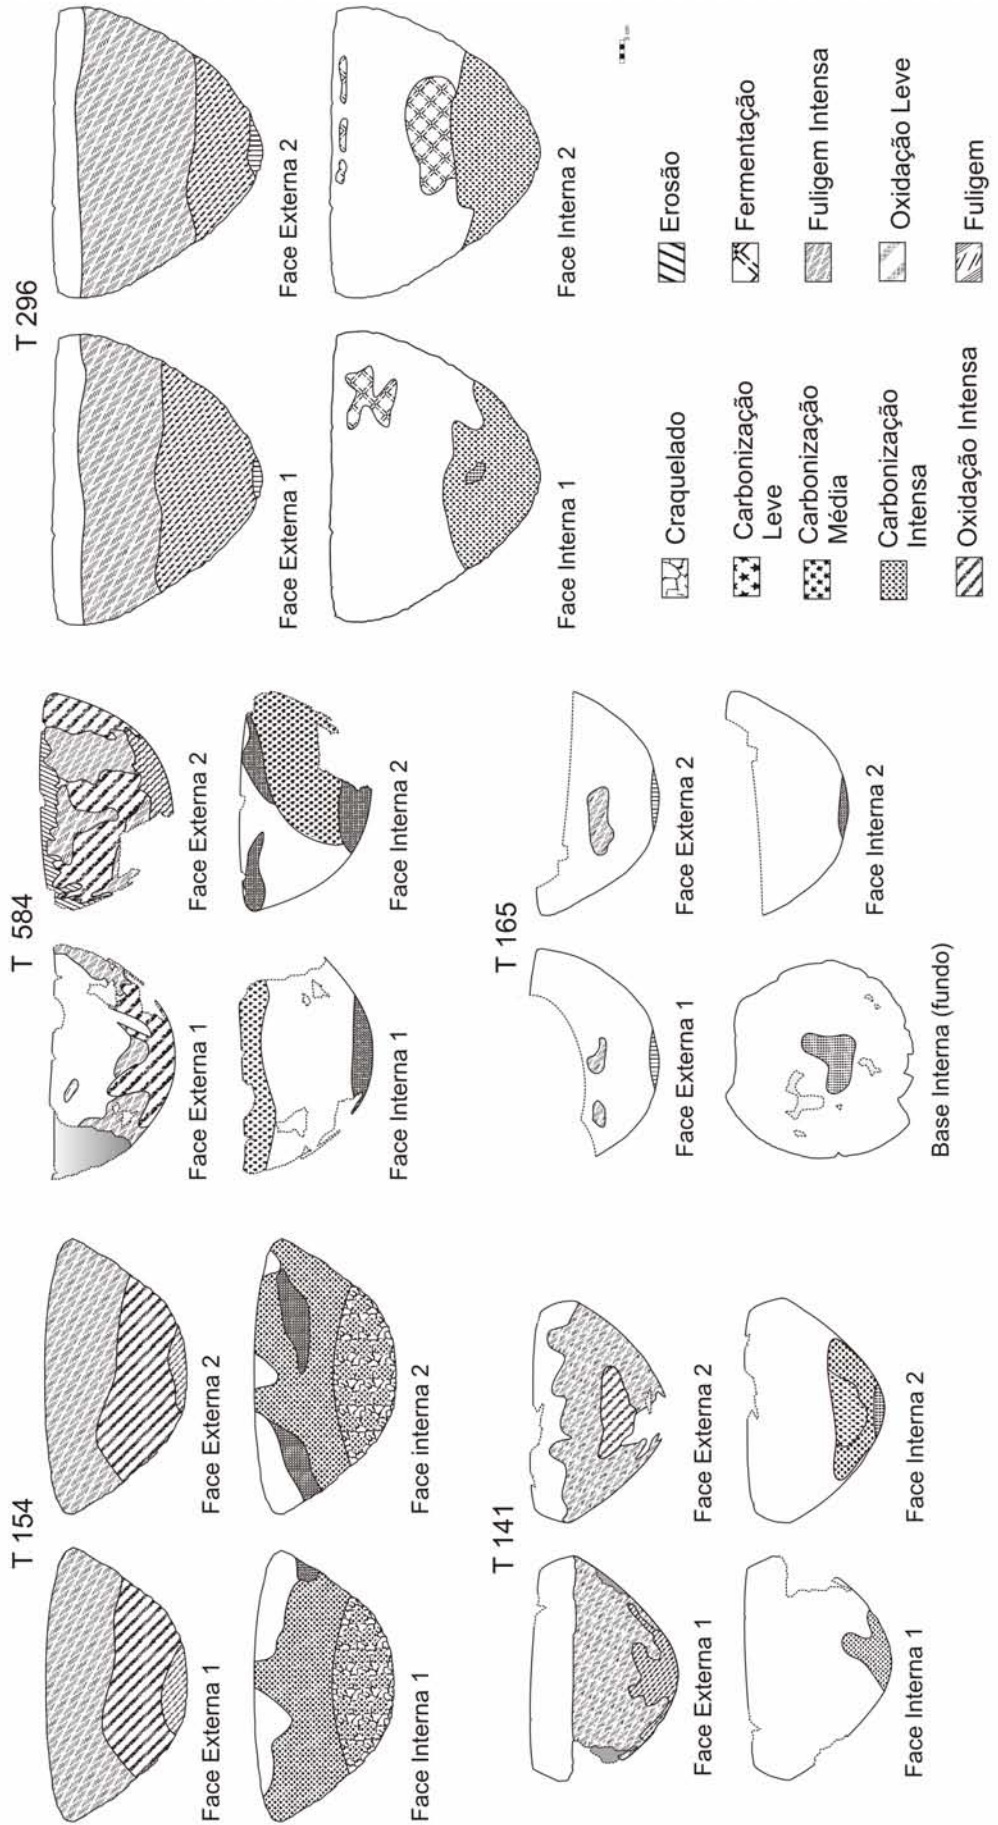 T 154
Face Externa 1
Face Externa 2
Face Interna 1
Face interna 2
T 584
Face Externa 1
Face Externa 2
Face Interna 1
Face Interna 2
T 296
Face Externa 1
Face Externa 2
Face Interna 1
Face Interna 2
T 141
Face Externa 1
Face Externa 2
Face Interna 1
Face Interna 2
T 165
Face Externa 1
Face Externa 2
Base Interna (fundo)
Face Interna 2
5 cm
Craquelado
Carbonização
Leve
Carbonização
Média
Carbonização
Intensa
Oxidação Intensa
Erosão
Fermentação
Fuligem Intensa
Oxidação Leve
Fuligem